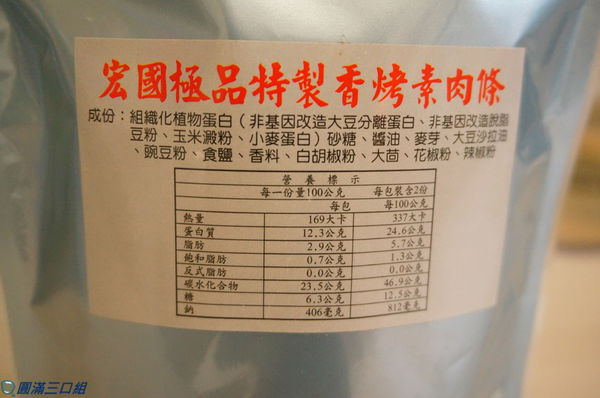 宏國極品特製香烤素肉條
成份：組織化植物蛋白（非基因改造大豆分離蛋白、非基因改造脫脂
豆粉、玉米澱粉、小麥蛋白）砂糖、醬油、麥芽、大豆沙拉油
、豌豆粉、食鹽、香料、白胡椒粉、大茴、花椒粉、辣椒粉
營養標示
每一份量100公克 每包裝含2份
每包 每100公克
熱量 169大卡 337大卡
蛋白質 12.3公克 24.6公克
脂肪 2.9公克 5.7公克
飽和脂肪 0.7公克 1.3公克
反式脂肪 0.0公克 0.0公克
碳水化合物 23.5公克 46.9公克
糖 6.3公克 12.5公克
鈉 406毫克 812毫克
圓滿三口組